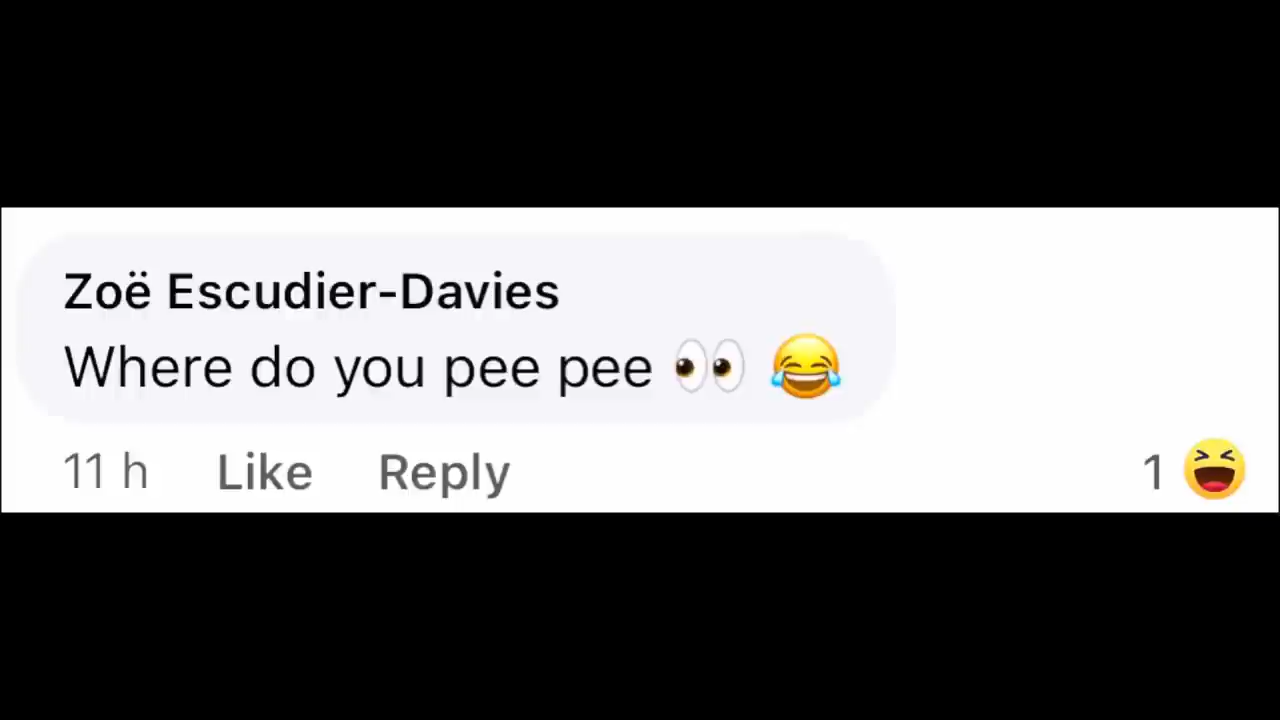 Zoë Escudier-Davies
Where do you pee pee 👀 😂
11 h Like Reply 1